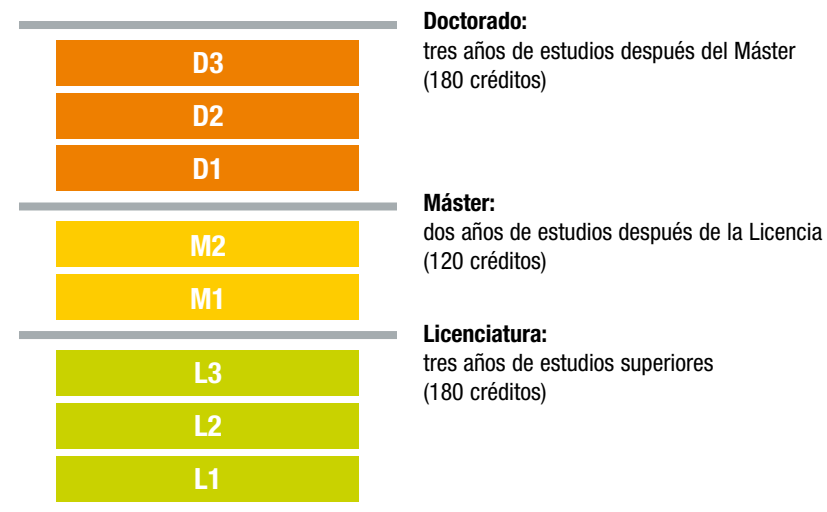 Doctorado:
tres años de estudios después del Máster
(180 créditos)
D3
D2
D1
Máster:
dos años de estudios después de la Licencia
(120 créditos)
M2
M1
Licenciatura:
tres años de estudios superiores
(180 créditos)
L3
L2
L1